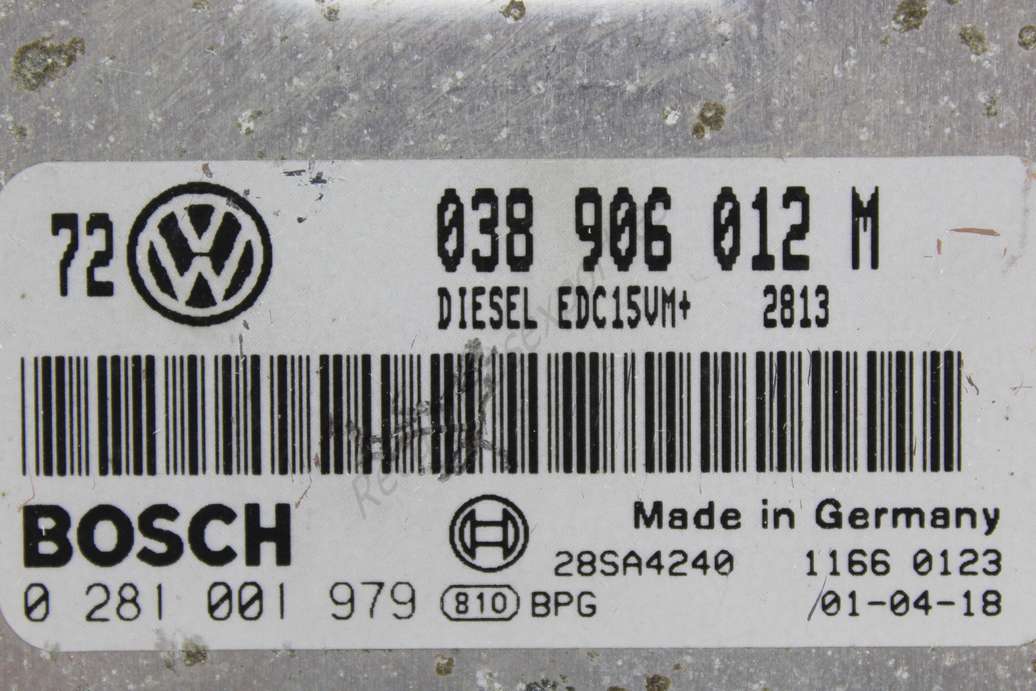 72 038 906 012 M
DIESEL EDC15VM+ 2813
BOSCH
Made in Germany
28SA4240 1166 0123
0 281 001 979 810 BPG 01-04-18